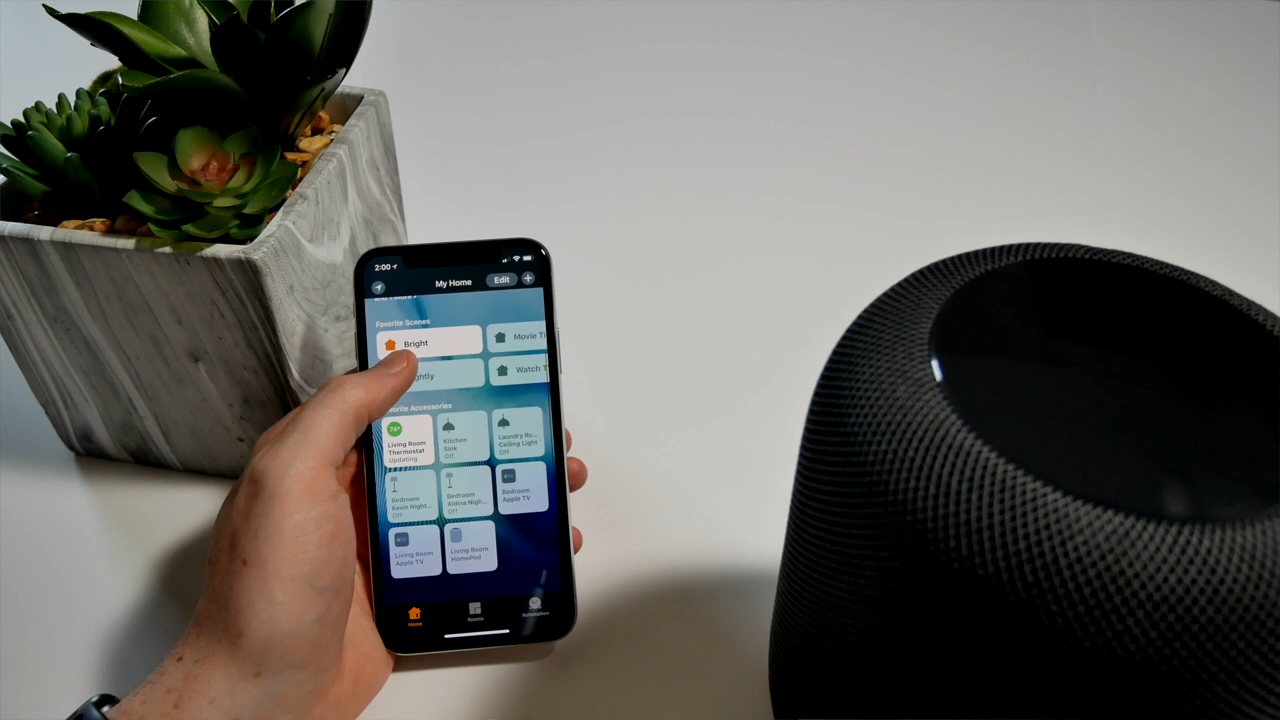 2:00
My Home
Edit
Favorite Scenes
Bright
Movie Ti
ghtly
Watch T
orite Accessories
74°
Living Room
Thermostat
Updating
Kitchen
Sink
Off
Laundry Ro...
Ceiling Light
Off
Bedroom
Kevin Night...
Off
Bedroom
Aldina Nigh...
Off
Bedroom
Apple TV
Living Room
Apple TV
Living Room
HomePod
Home
Rooms
Automation